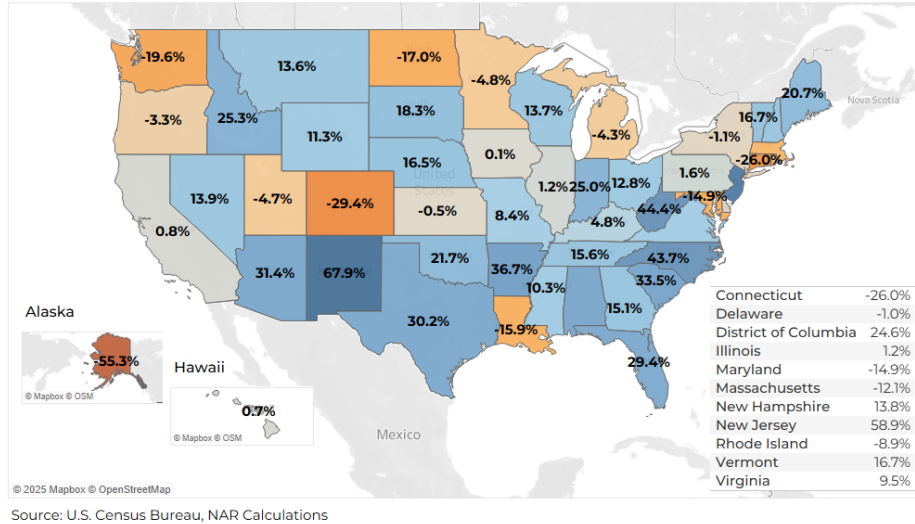 -19.6%
13.6%
-17.0%
-4.8%
20.7%
Nova Scotia
-3.3%
25.3%
18.3%
13.7%
16.7%
11.3%
-4.3%
-1.1%
United
States
16.5%
0.1%
-26.0%
1.6%
13.9%
-4.7%
-29.4%
-0.5%
1.2%
25.0%
12.8%
-14.9%
0.8%
8.4%
4.8%
44.4%
31.4%
67.9%
21.7%
36.7%
15.6%
43.7%
10.3%
33.5%
30.2%
-15.9%
15.1%
29.4%
Alaska
-55.3%
© Mapbox © OSM
Hawaii
0.7%
© Mapbox © OSM
Mexico
Connecticut -26.0%
Delaware -1.0%
District of Columbia 24.6%
Illinois 1.2%
Maryland -14.9%
Massachusetts -12.1%
New Hampshire 13.8%
New Jersey 58.9%
Rhode Island -8.9%
Vermont 16.7%
Virginia 9.5%
© 2025 Mapbox © OpenStreetMap
Source: U.S. Census Bureau, NAR Calculations